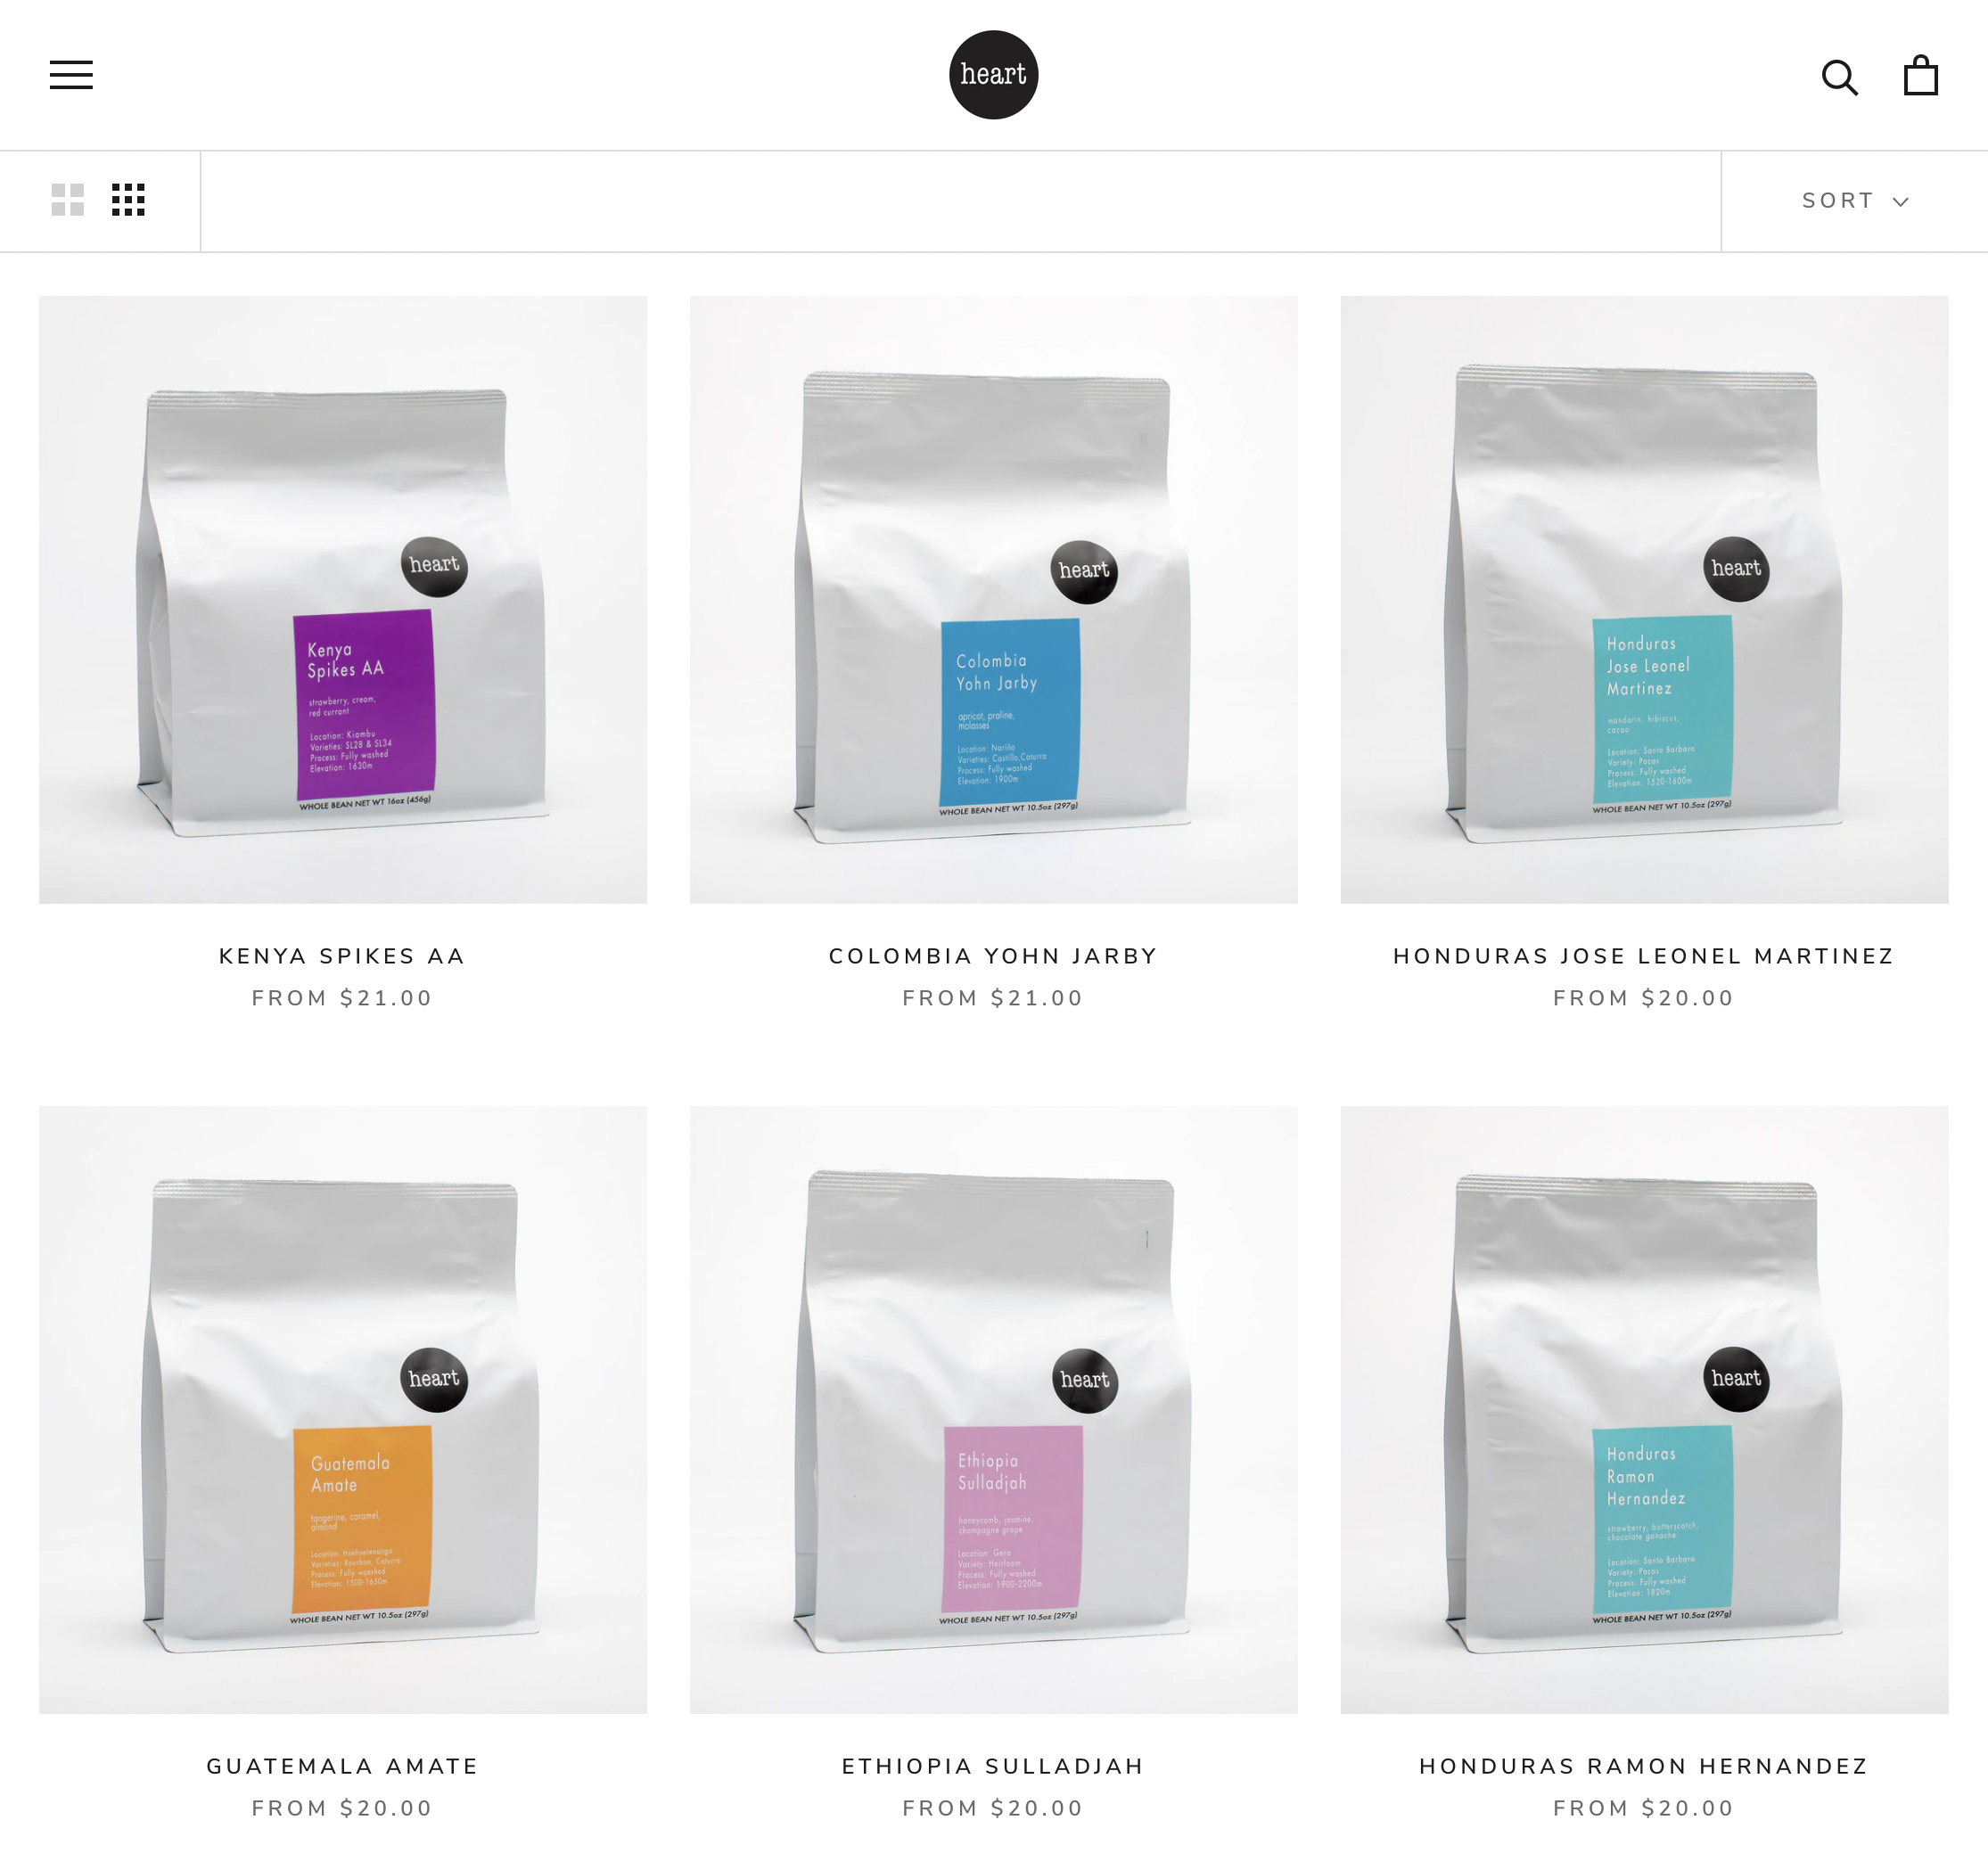 heart
SORT
heart
Kenya
Spikes AA
strawberry, cream,
red currant
Location: Kiambu
Varieties: SL28 & SL34
Process: Fully washed
Elevation: 1630m
WHOLE BEAN NET WT 16oz (456g)
KENYA SPIKES AA
FROM $21.00
heart
Colombia
Yohn Jarby
apricot, praline,
molasses
Location: Nariño
Varieties: Castillo,Caturra
Process: Fully washed
Elevation: 1900m
WHOLE BEAN NET WT 10.5oz (297g)
COLOMBIA YOHN JARBY
FROM $21.00
heart
Honduras
Jose Leonel
Martinez
mandarin, hibiscus,
cacao
Location: Santa Barbara
Variety: Pacas
Process: Fully washed
Elevation: 1520-1600m
WHOLE BEAN NET WT 10.5oz (297g)
HONDURAS JOSE LEONEL MARTINEZ
FROM $20.00
heart
Guatemala
Amate
tangerine, caramel,
almond
Location: Huehuetenango
Varieties: Bourbon, Caturra
Process: Fully washed
Elevation: 1500-1650m
WHOLE BEAN NET WT 10.5oz (297g)
GUATEMALA AMATE
FROM $20.00
heart
Ethiopia
Sulladjah
honeycomb, jasmine,
champagne grape
Location: Gera
Variety: Heirloom
Process: Fully washed
Elevation: 1900-2200m
WHOLE BEAN NET WT 10.5oz (297g)
ETHIOPIA SULLADJAH
FROM $20.00
heart
Honduras
Ramon
Hernandez
strawberry, butterscotch,
chocolate ganache
Location: Santa Barbara
Variety: Pacas
Process: Fully washed
Elevation: 1820m
WHOLE BEAN NET WT 10.5oz (297g)
HONDURAS RAMON HERNANDEZ
FROM $20.00